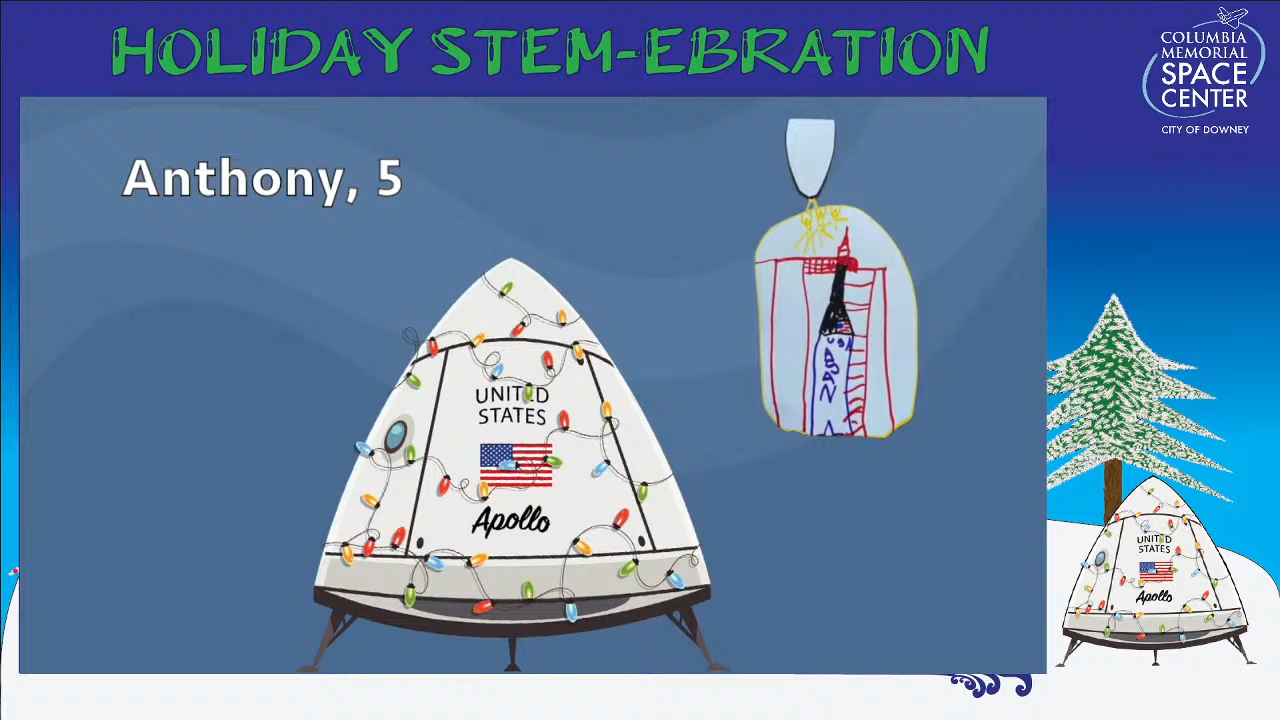 HOLIDAY STEM-EBRATION
COLUMBIA
MEMORIAL
SPACE
CENTER
CITY OF DOWNEY
Anthony, 5
UNITED
STATES
Apollo
UNITED
STATES
Apollo